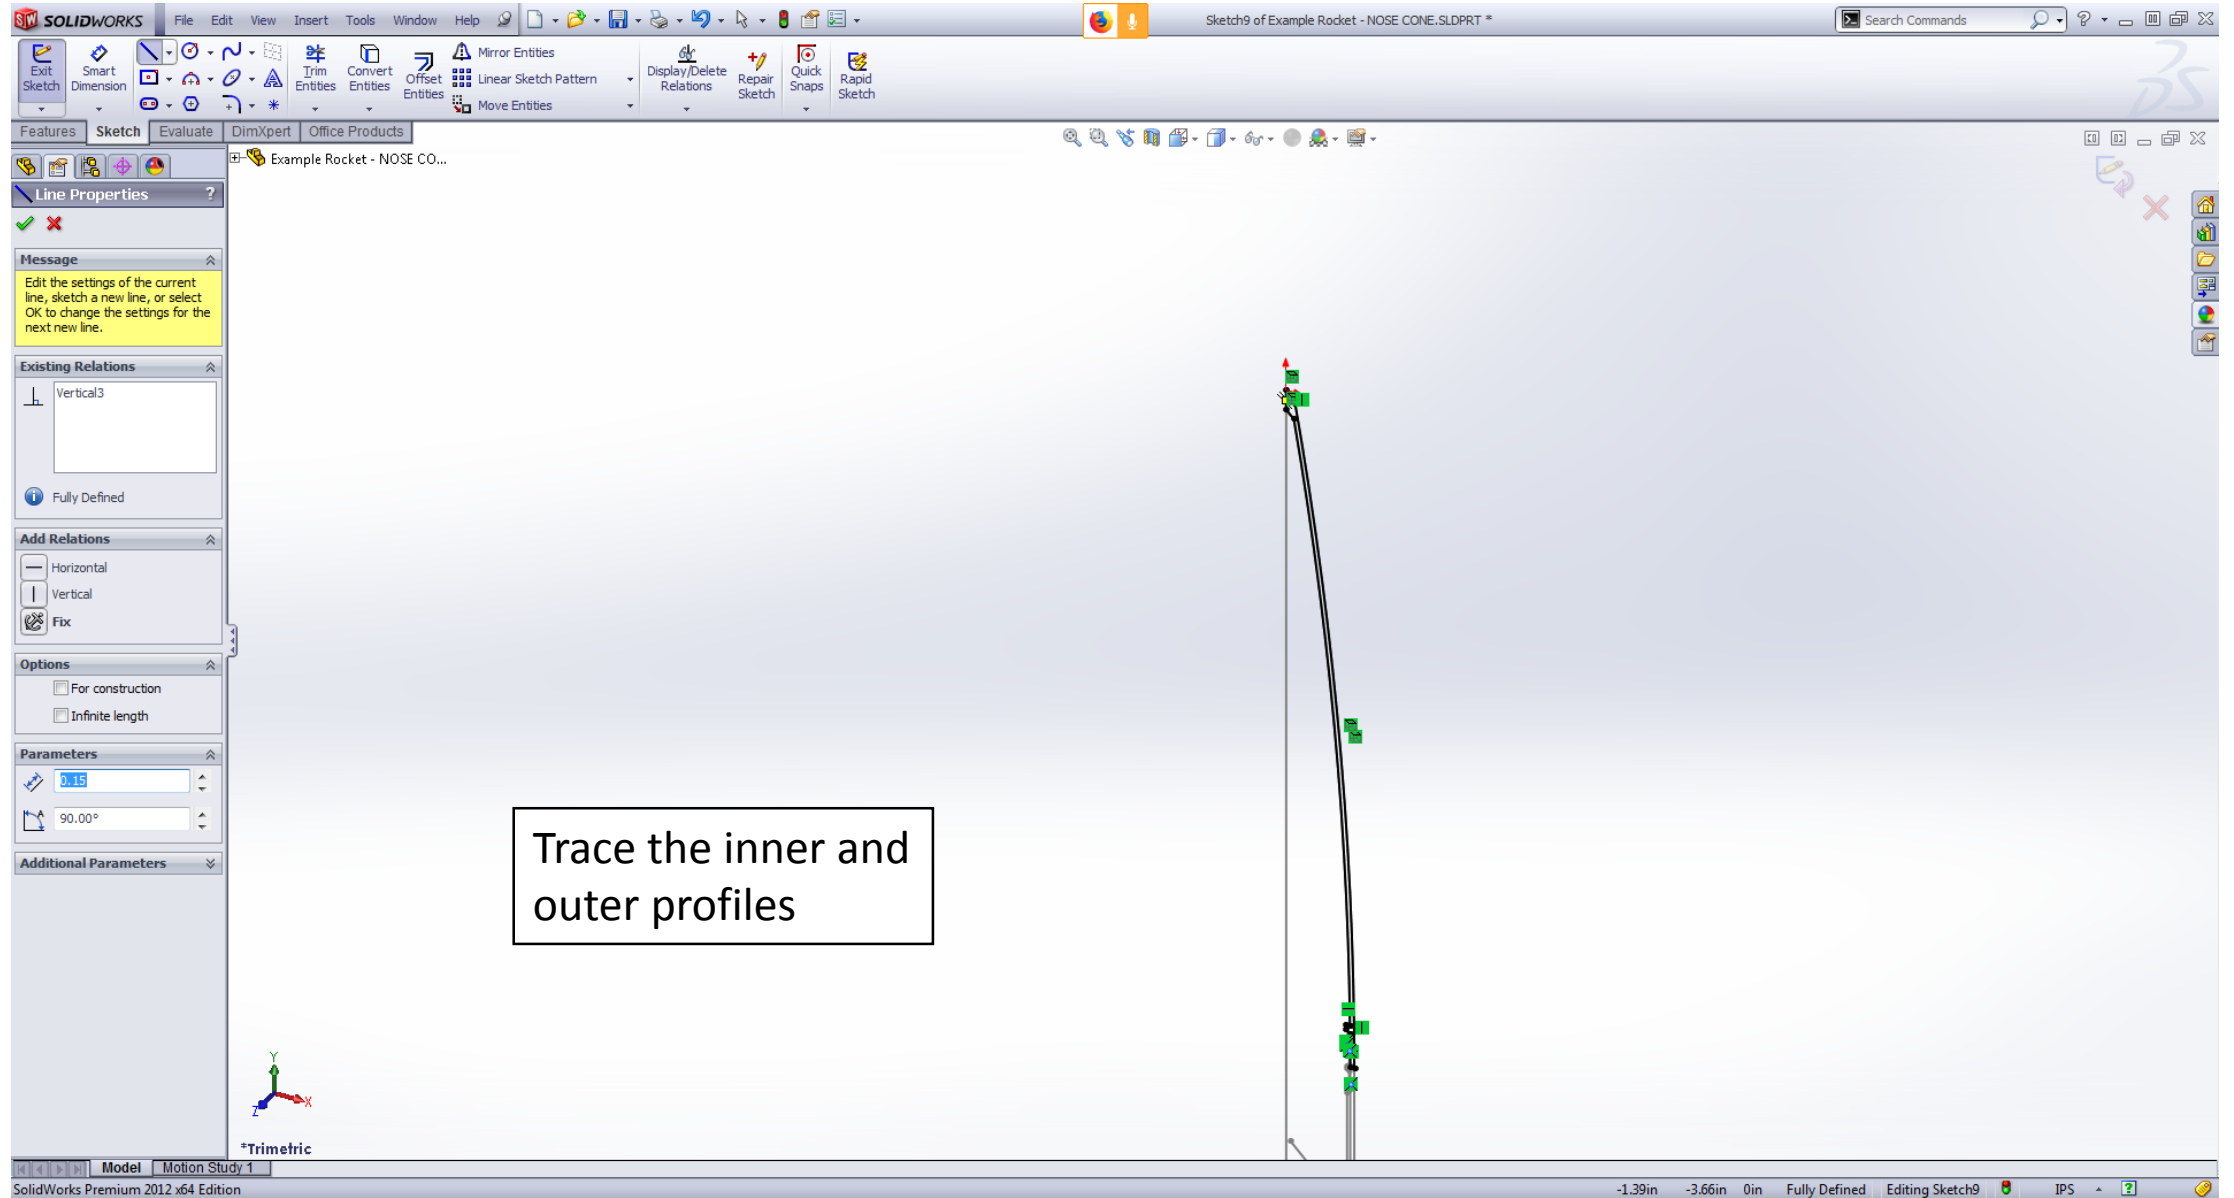 SOLIDWORKS File Edit View Insert Tools Window Help
Sketch9 of Example Rocket - NOSE CONE.SLDPRT *
Search Commands
Exit Sketch
Smart Dimension
Trim Entities
Convert Entities
Offset Entities
Mirror Entities
Linear Sketch Pattern
Move Entities
Display/Delete Relations
Repair Sketch
Quick Snaps
Rapid Sketch
Features Sketch Evaluate DimXpert Office Products
Example Rocket - NOSE CO...
Line Properties ?
Message
Edit the settings of the current
line, sketch a new line, or select
OK to change the settings for the
next new line.
Existing Relations
Vertical3
Fully Defined
Add Relations
Horizontal
Vertical
Fix
Options
For construction
Infinite length
Parameters
0.15
90.00°
Additional Parameters
Trace the inner and
outer profiles
Y
X
Z
*Trimetric
Model Motion Study 1
SolidWorks Premium 2012 x64 Edition
-1.39in -3.66in 0in Fully Defined Editing Sketch9 IPS